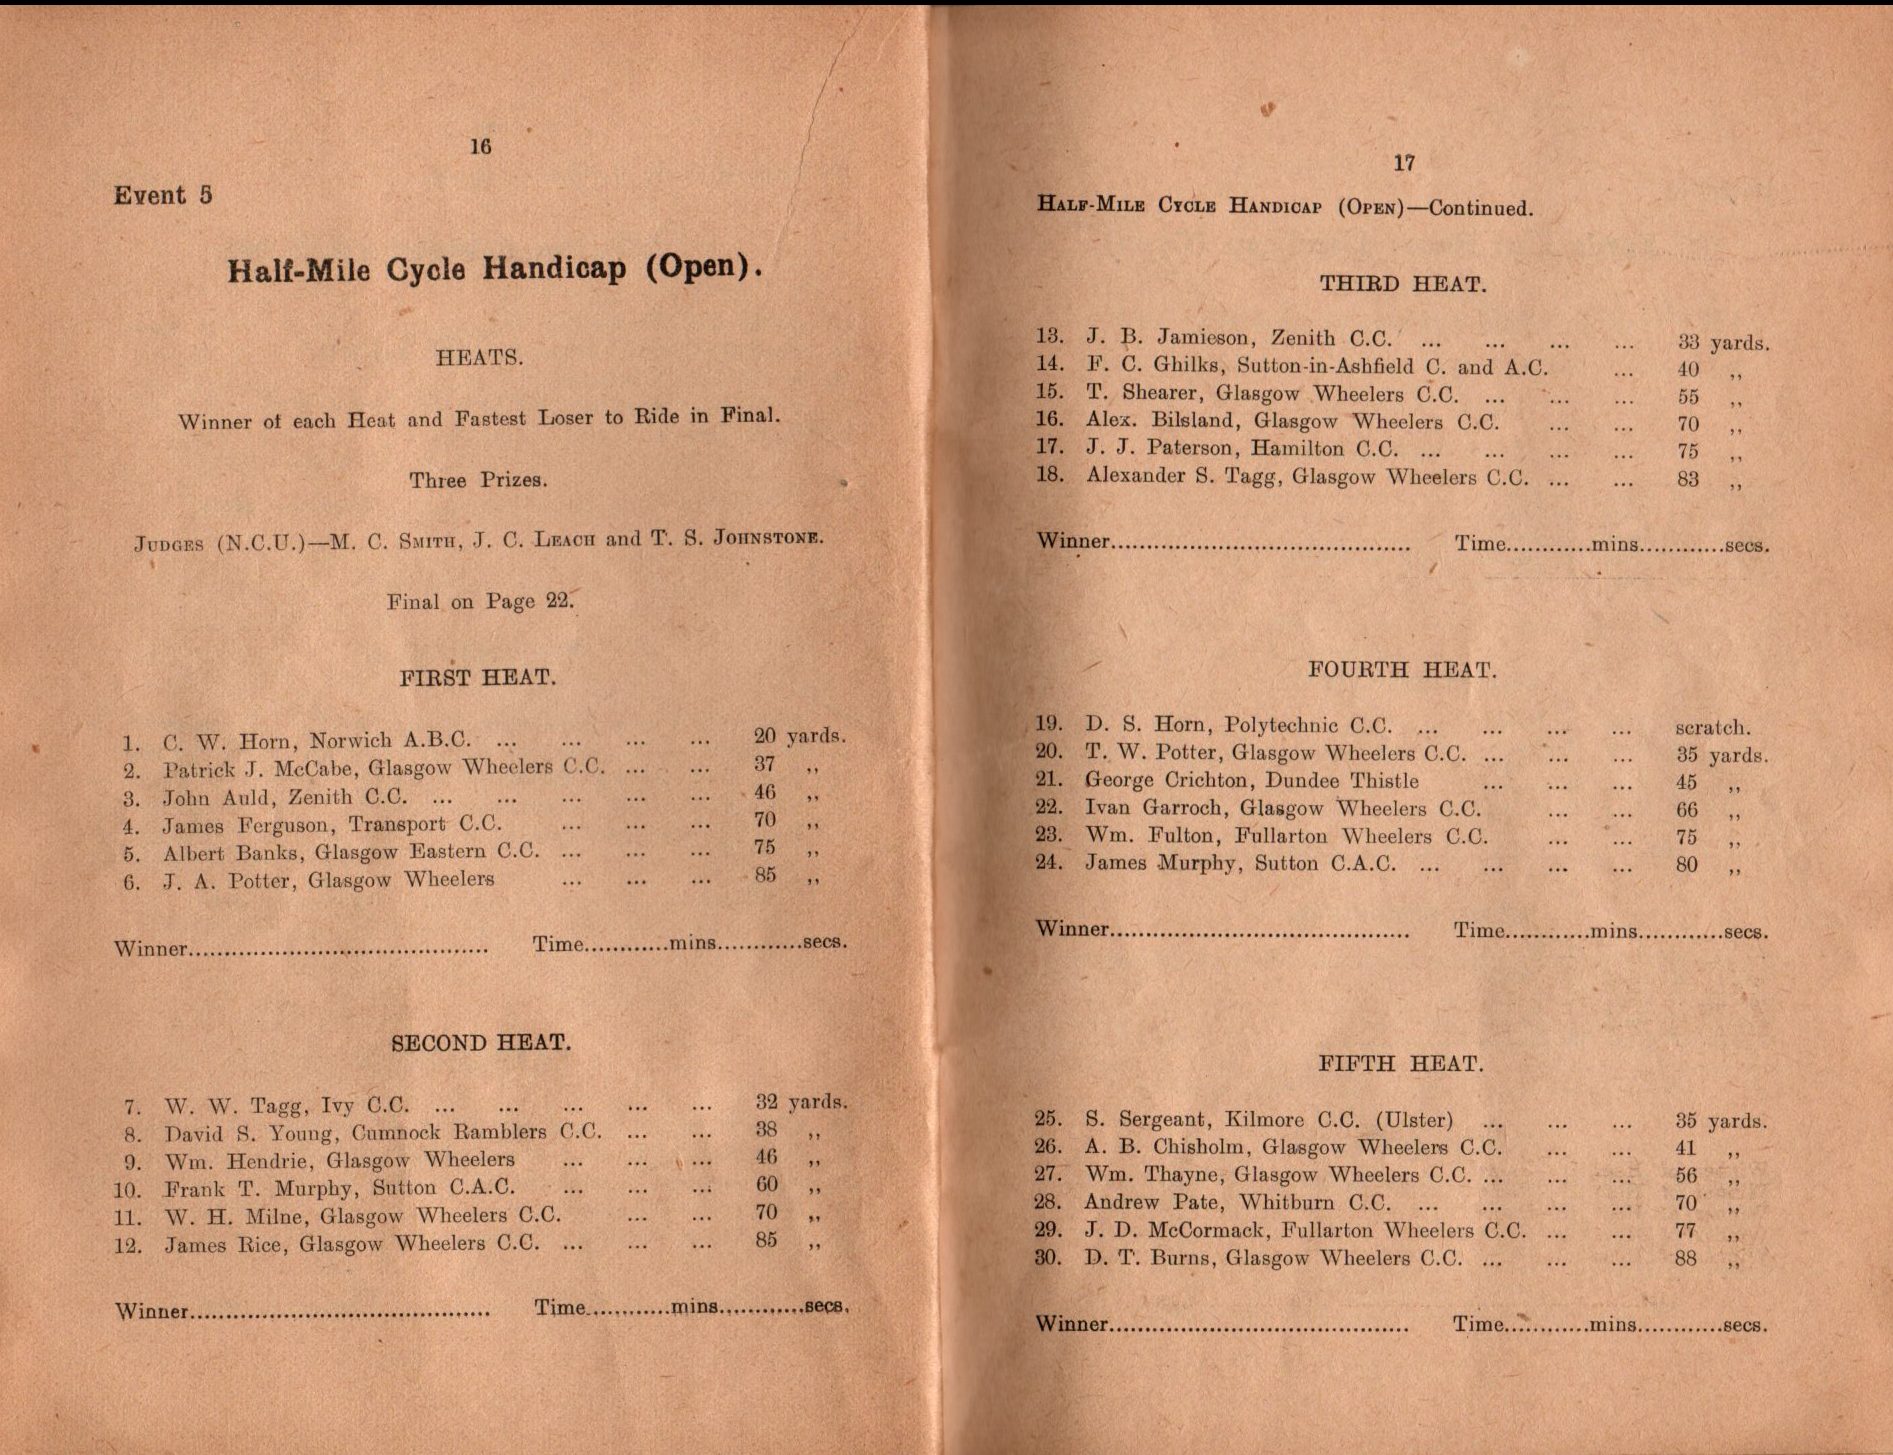 16
Event 5
Half-Mile Cycle Handicap (Open).
HEATS.
Winner of each Heat and Fastest Loser to Ride in Final.
Three Prizes.
JUDGES (N.C.U.)—M. C. SMITH, J. C. LEACH and T. S. JOHNSTONE.
Final on Page 22.
FIRST HEAT.
1. C. W. Horn, Norwich A.B.C. ... ... ... ... 20 yards.
2. Patrick J. McCabe, Glasgow Wheelers C.C. ... ... 37 ,,
3. John Auld, Zenith C.C. ... ... ... ... ... 46 ,,
4. James Ferguson, Transport C.C. ... ... ... 70 ,,
5. Albert Banks, Glasgow Eastern C.C. ... ... ... 75 ,,
6. J. A. Potter, Glasgow Wheelers ... ... ... 85 ,,
Winner.......................................... Time............mins............secs.
SECOND HEAT.
7. W. W. Tagg, Ivy C.C. ... ... ... ... ... 32 yards.
8. David S. Young, Cumnock Ramblers C.C. ... ... 38 ,,
9. Wm. Hendrie, Glasgow Wheelers ... ... ... 46 ,,
10. Frank T. Murphy, Sutton C.A.C. ... ... ... 60 ,,
11. W. H. Milne, Glasgow Wheelers C.C. ... ... 70 ,,
12. James Rice, Glasgow Wheelers C.C. ... ... ... 85 ,,
Winner.......................................... Time............mins............secs.
17
HALF-MILE CYCLE HANDICAP (OPEN)—Continued.
THIRD HEAT.
13. J. B. Jamieson, Zenith C.C. ... ... ... ... 33 yards.
14. F. C. Ghilks, Sutton-in-Ashfield C. and A.C. ... 40 ,,
15. T. Shearer, Glasgow Wheelers C.C. ... ... ... 55 ,,
16. Alex. Bilsland, Glasgow Wheelers C.C. ... ... 70 ,,
17. J. J. Paterson, Hamilton C.C. ... ... ... ... 75 ,,
18. Alexander S. Tagg, Glasgow Wheelers C.C. ... ... 83 ,,
Winner.......................................... Time............mins............secs.
FOURTH HEAT.
19. D. S. Horn, Polytechnic C.C. ... ... ... ... scratch.
20. T. W. Potter, Glasgow Wheelers C.C. ... ... ... 35 yards.
21. George Crichton, Dundee Thistle ... ... ... 45 ,,
22. Ivan Garroch, Glasgow Wheelers C.C. ... ... 66 ,,
23. Wm. Fulton, Fullarton Wheelers C.C. ... ... 75 ,,
24. James Murphy, Sutton C.A.C. ... ... ... ... 80 ,,
Winner.......................................... Time............mins............secs.
FIFTH HEAT.
25. S. Sergeant, Kilmore C.C. (Ulster) ... ... ... 35 yards.
26. A. B. Chisholm, Glasgow Wheelers C.C. ... ... 41 ,,
27. Wm. Thayne, Glasgow Wheelers C.C. ... ... ... 56 ,,
28. Andrew Pate, Whitburn C.C. ... ... ... ... 70 ,,
29. J. D. McCormack, Fullarton Wheelers C.C. ... ... 77 ,,
30. D. T. Burns, Glasgow Wheelers C.C. ... ... ... 88 ,,
Winner.......................................... Time............mins............secs.